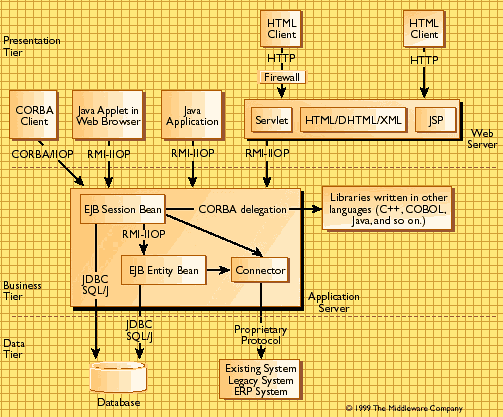 Presentation
Tier
HTML
Client
HTML
Client
HTTP
HTTP
Firewall
CORBA
Client
Java Applet in
Web Browser
Java
Application
Servlet
HTML/DHTML/XML
JSP
Web
Server
CORBA/IIOP
RMI-IIOP
RMI-IIOP
RMI-IIOP
EJB Session Bean
CORBA delegation
Libraries written in other
languages (C++, COBOL,
Java, and so on.)
RMI-IIOP
EJB Entity Bean
Connector
JDBC
SQL/J
Business
Tier
Application
Server
JDBC
SQL/J
Proprietary
Protocol
Data
Tier
Existing System
Legacy System
ERP System
Database
© 1999 The Middleware Company